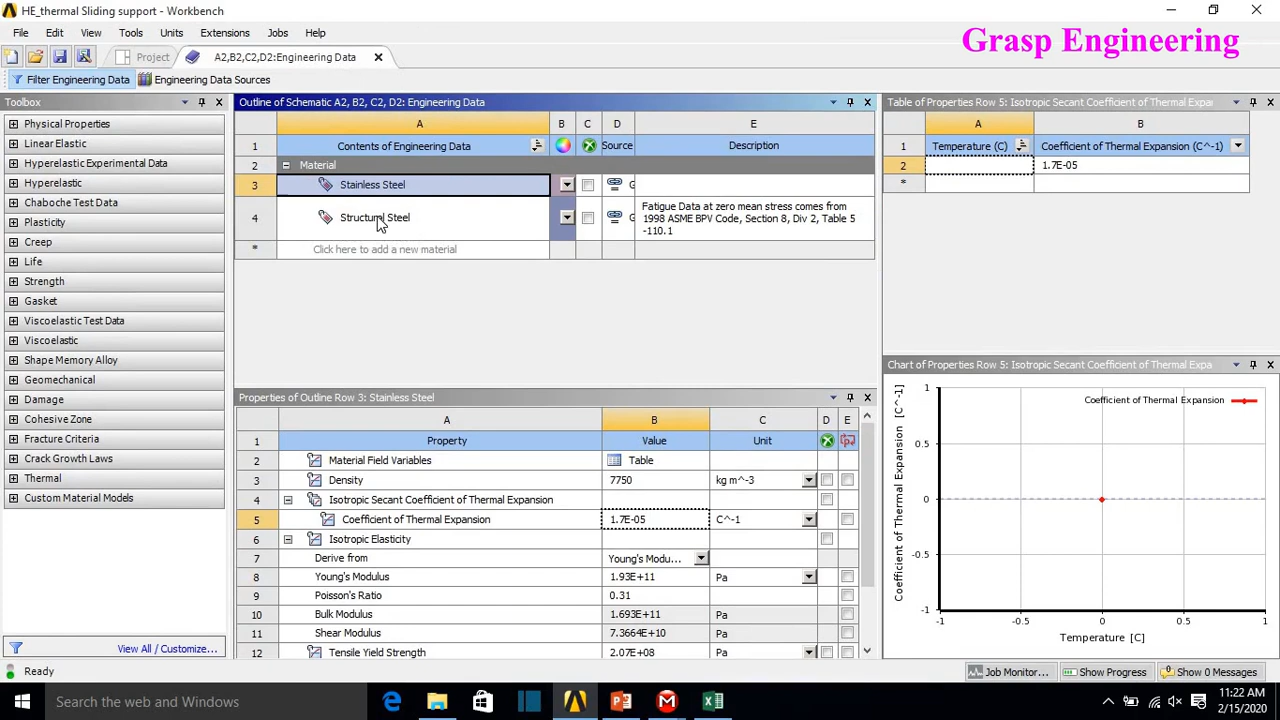 HE_thermal Sliding support - Workbench
Grasp Engineering
File Edit View Tools Units Extensions Jobs Help
Project A2,B2,C2,D2:Engineering Data
Filter Engineering Data Engineering Data Sources
Toolbox
Physical Properties
Linear Elastic
Hyperelastic Experimental Data
Hyperelastic
Chaboche Test Data
Plasticity
Creep
Life
Strength
Gasket
Viscoelastic Test Data
Viscoelastic
Shape Memory Alloy
Geomechanical
Damage
Cohesive Zone
Fracture Criteria
Crack Growth Laws
Thermal
Custom Material Models
View All / Customize...
Outline of Schematic A2, B2, C2, D2: Engineering Data
A B C D E
1 Contents of Engineering Data Source Description
2 Material
3 Stainless Steel G
4 Structural Steel G Fatigue Data at zero mean stress comes from
1998 ASME BPV Code, Section 8, Div 2, Table 5
-110.1
* Click here to add a new material
Properties of Outline Row 3: Stainless Steel
A B C D E
1 Property Value Unit
2 Material Field Variables Table
3 Density 7750 kg m^-3
4 Isotropic Secant Coefficient of Thermal Expansion
5 Coefficient of Thermal Expansion 1.7E-05 C^-1
6 Isotropic Elasticity
7 Derive from Young's Modu...
8 Young's Modulus 1.93E+11 Pa
9 Poisson's Ratio 0.31
10 Bulk Modulus 1.693E+11 Pa
11 Shear Modulus 7.3664E+10 Pa
12 Tensile Yield Strength 2.07E+08 Pa
Table of Properties Row 5: Isotropic Secant Coefficient of Thermal Expa
A B
1 Temperature (C) Coefficient of Thermal Expansion (C^-1)
2 1.7E-05
*
Chart of Properties Row 5: Isotropic Secant Coefficient of Thermal Expa
Coefficient of Thermal Expansion
Coefficient of Thermal Expansion [C^-1]
1
0.5
0
-0.5
-1
-1 -0.5 0 0.5 1
Temperature [C]
Ready
Job Monitor... Show Progress Show 0 Messages
Search the web and Windows
11:22 AM
2/15/2020